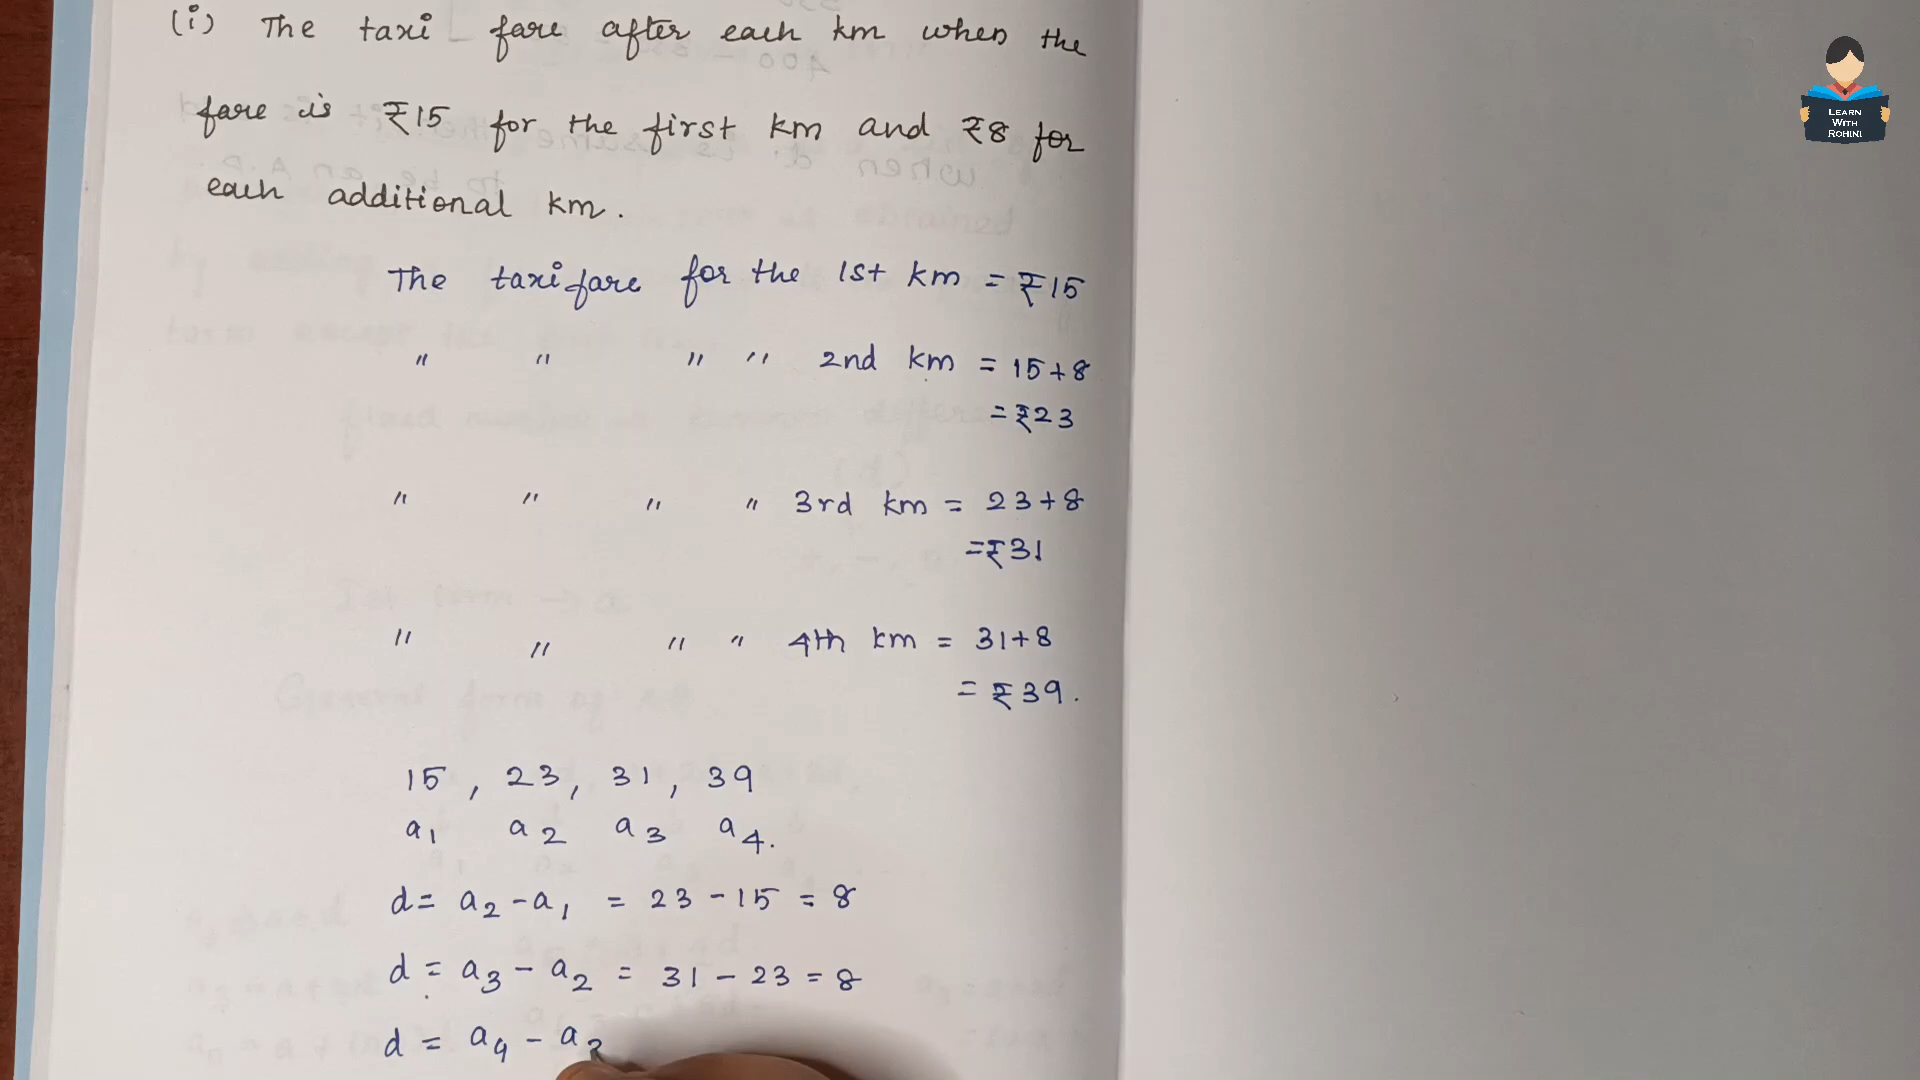 (i) The taxi fare after each km when the
fare is ₹15 for the first km and ₹8 for
each additional km.
The taxi fare for the 1st km = ₹15
" " " " 2nd km = 15+8
= ₹23
" " " " 3rd km = 23+8
=₹31
" " " " 4th km = 31+8
= ₹39.
15 , 23, 31, 39
a1 a2 a3 a4.
d= a2 -a1 = 23 -15 = 8
d = a3 - a2 = 31 - 23 = 8
d = a4 - a3
LEARN
WITH
ROHINI